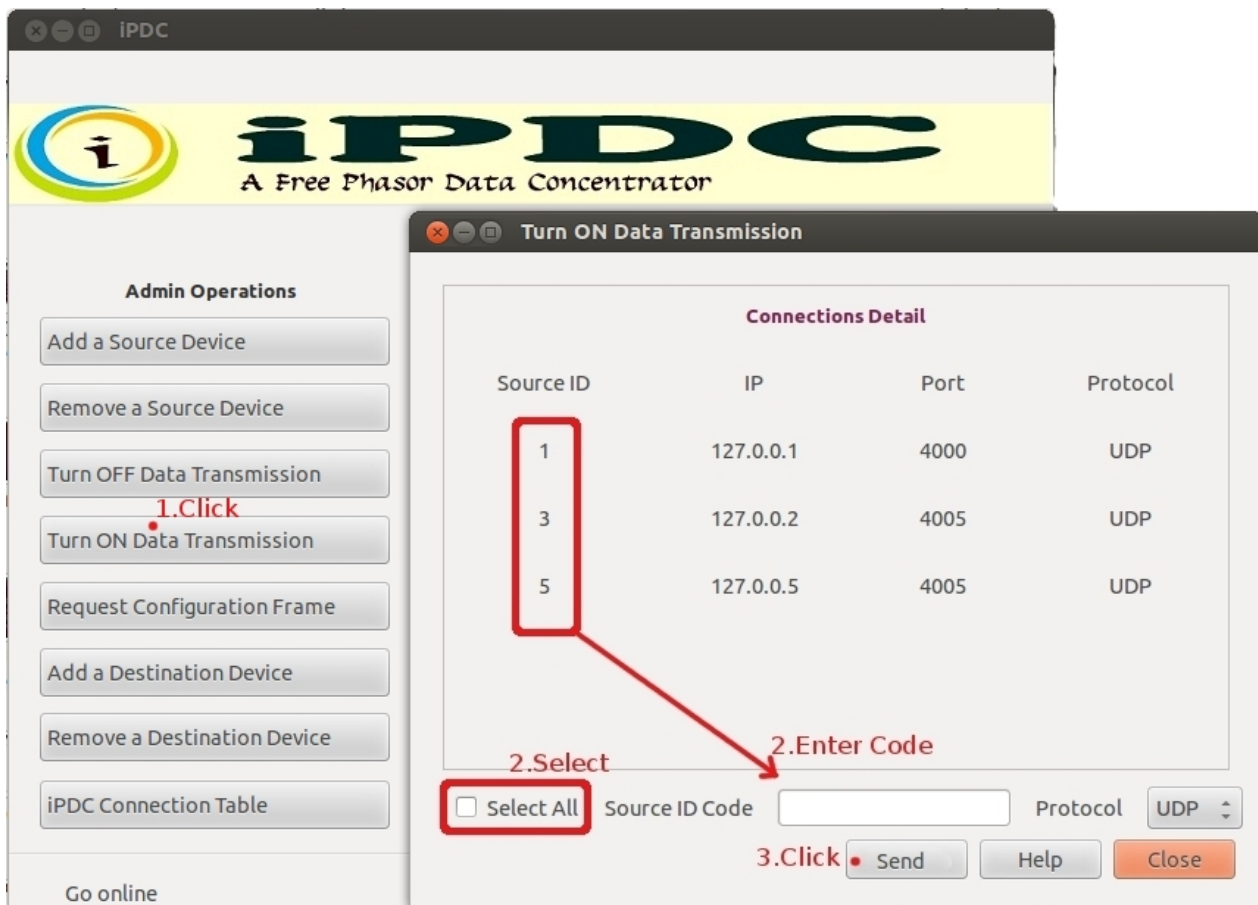 iPDC
i
iPDC
A Free Phasor Data Concentrator
Admin Operations
Add a Source Device
Remove a Source Device
Turn OFF Data Transmission
1.Click
Turn ON Data Transmission
Request Configuration Frame
Add a Destination Device
Remove a Destination Device
iPDC Connection Table
Go online
Turn ON Data Transmission
Connections Detail
Source ID IP Port Protocol
1 127.0.0.1 4000 UDP
3 127.0.0.2 4005 UDP
5 127.0.0.5 4005 UDP
2.Select 2.Enter Code
Select All Source ID Code Protocol UDP
3.Click Send Help Close